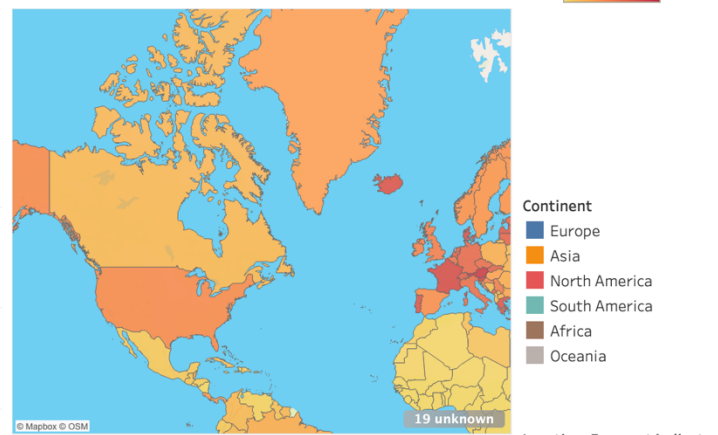 Continent
Europe
Asia
North America
South America
Africa
Oceania
19 unknown
© Mapbox © OSM